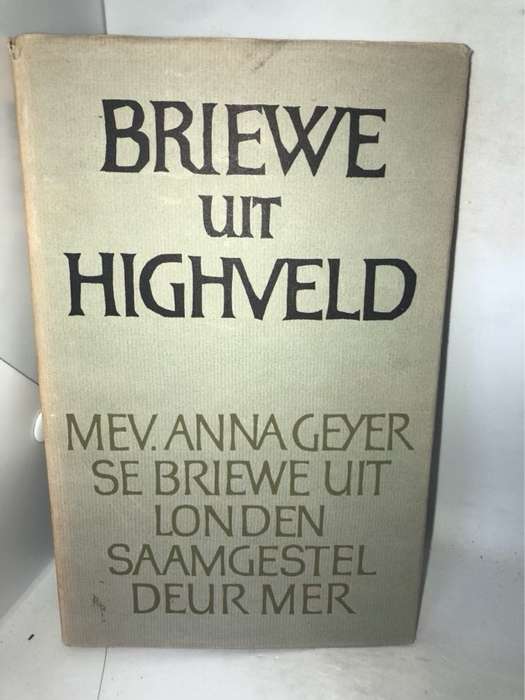 BRIEWE
UIT
HIGHVELD
MEV. ANNA GEYER
SE BRIEWE UIT
LONDEN
SAAMGESTEL
DEUR MER